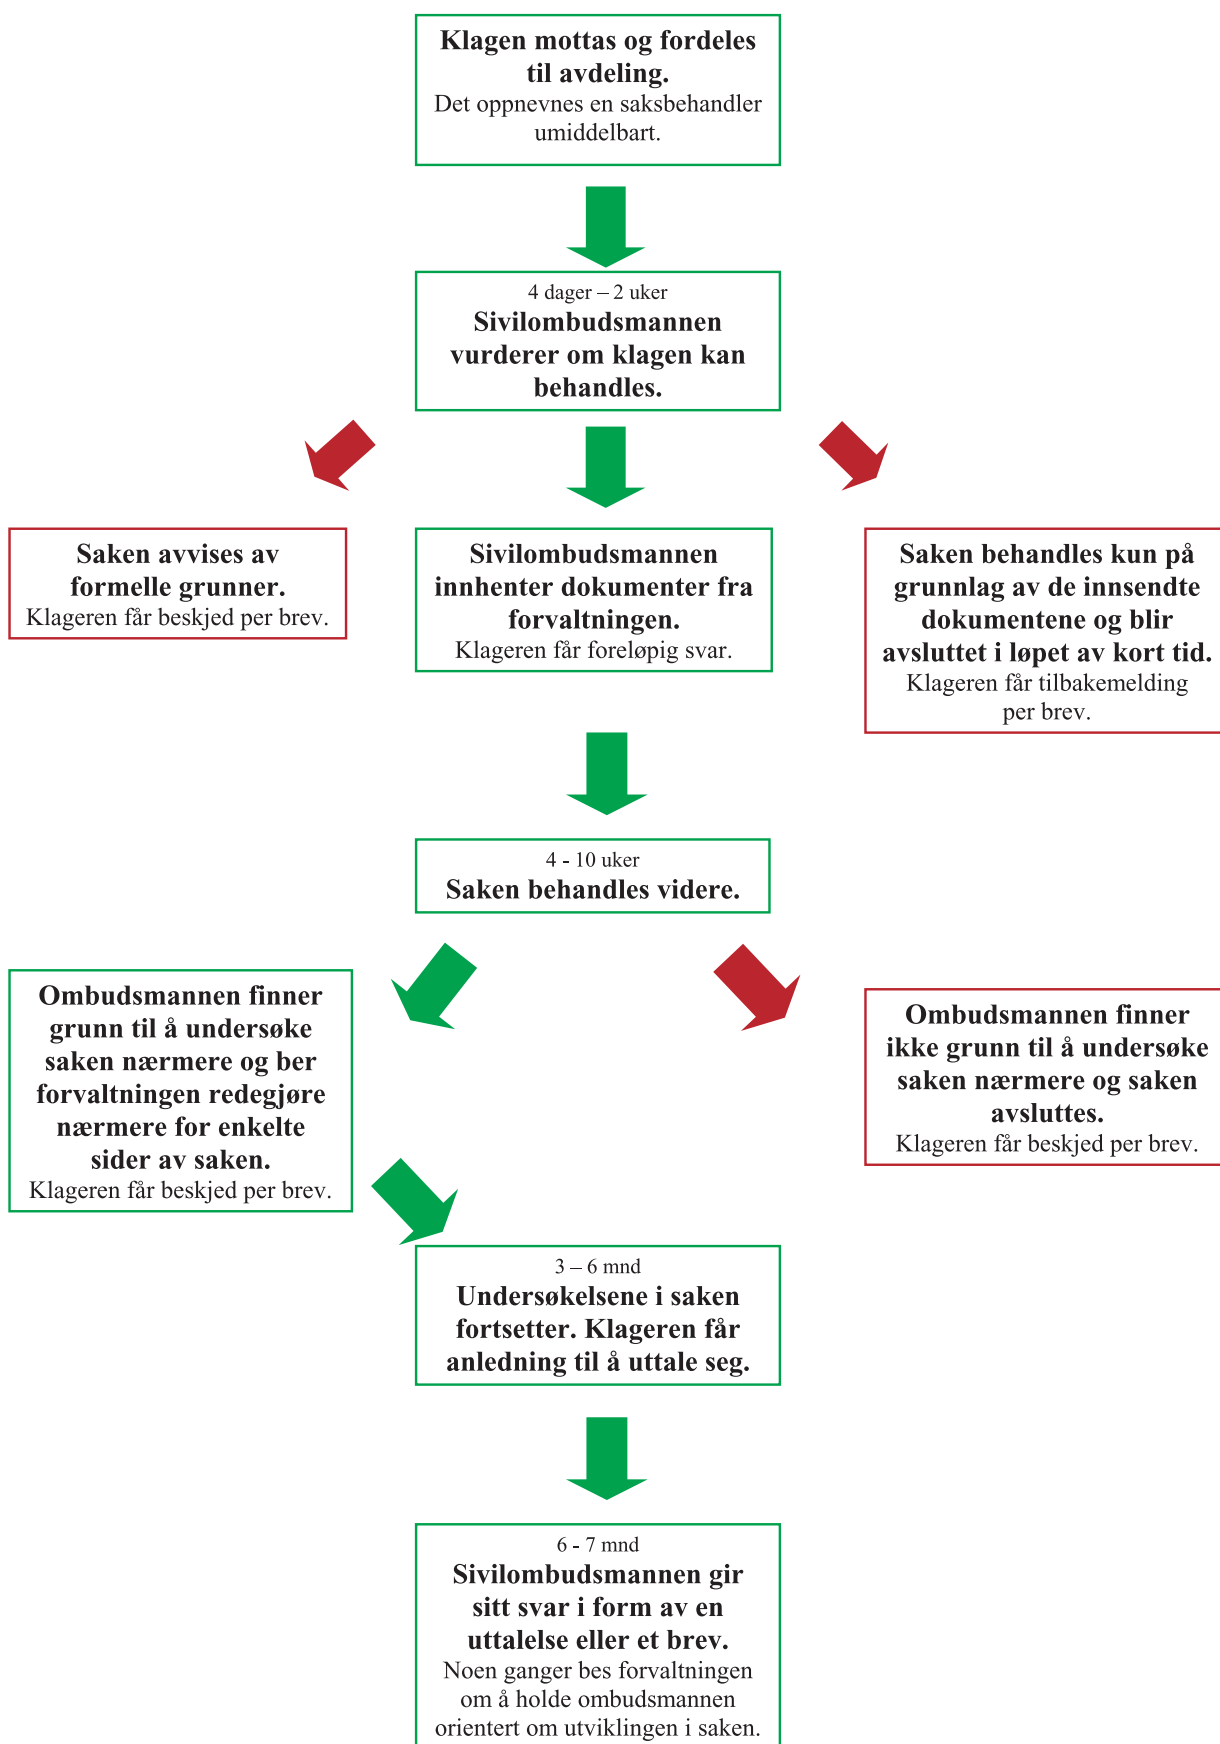 Klagen mottas og fordeles
til avdeling.
Det oppnevnes en saksbehandler
umiddelbart.
4 dager – 2 uker
Sivilombudsmannen
vurderer om klagen kan
behandles.
Saken avvises av
formelle grunner.
Klageren får beskjed per brev.
Sivilombudsmannen
innhenter dokumenter fra
forvaltningen.
Klageren får foreløpig svar.
Saken behandles kun på
grunnlag av de innsendte
dokumentene og blir
avsluttet i løpet av kort tid.
Klageren får tilbakemelding
per brev.
4 - 10 uker
Saken behandles videre.
Ombudsmannen finner
grunn til å undersøke
saken nærmere og ber
forvaltningen redegjøre
nærmere for enkelte
sider av saken.
Klageren får beskjed per brev.
Ombudsmannen finner
ikke grunn til å undersøke
saken nærmere og saken
avsluttes.
Klageren får beskjed per brev.
3 – 6 mnd
Undersøkelsene i saken
fortsetter. Klageren får
anledning til å uttale seg.
6 - 7 mnd
Sivilombudsmannen gir
sitt svar i form av en
uttalelse eller et brev.
Noen ganger bes forvaltningen
om å holde ombudsmannen
orientert om utviklingen i saken.